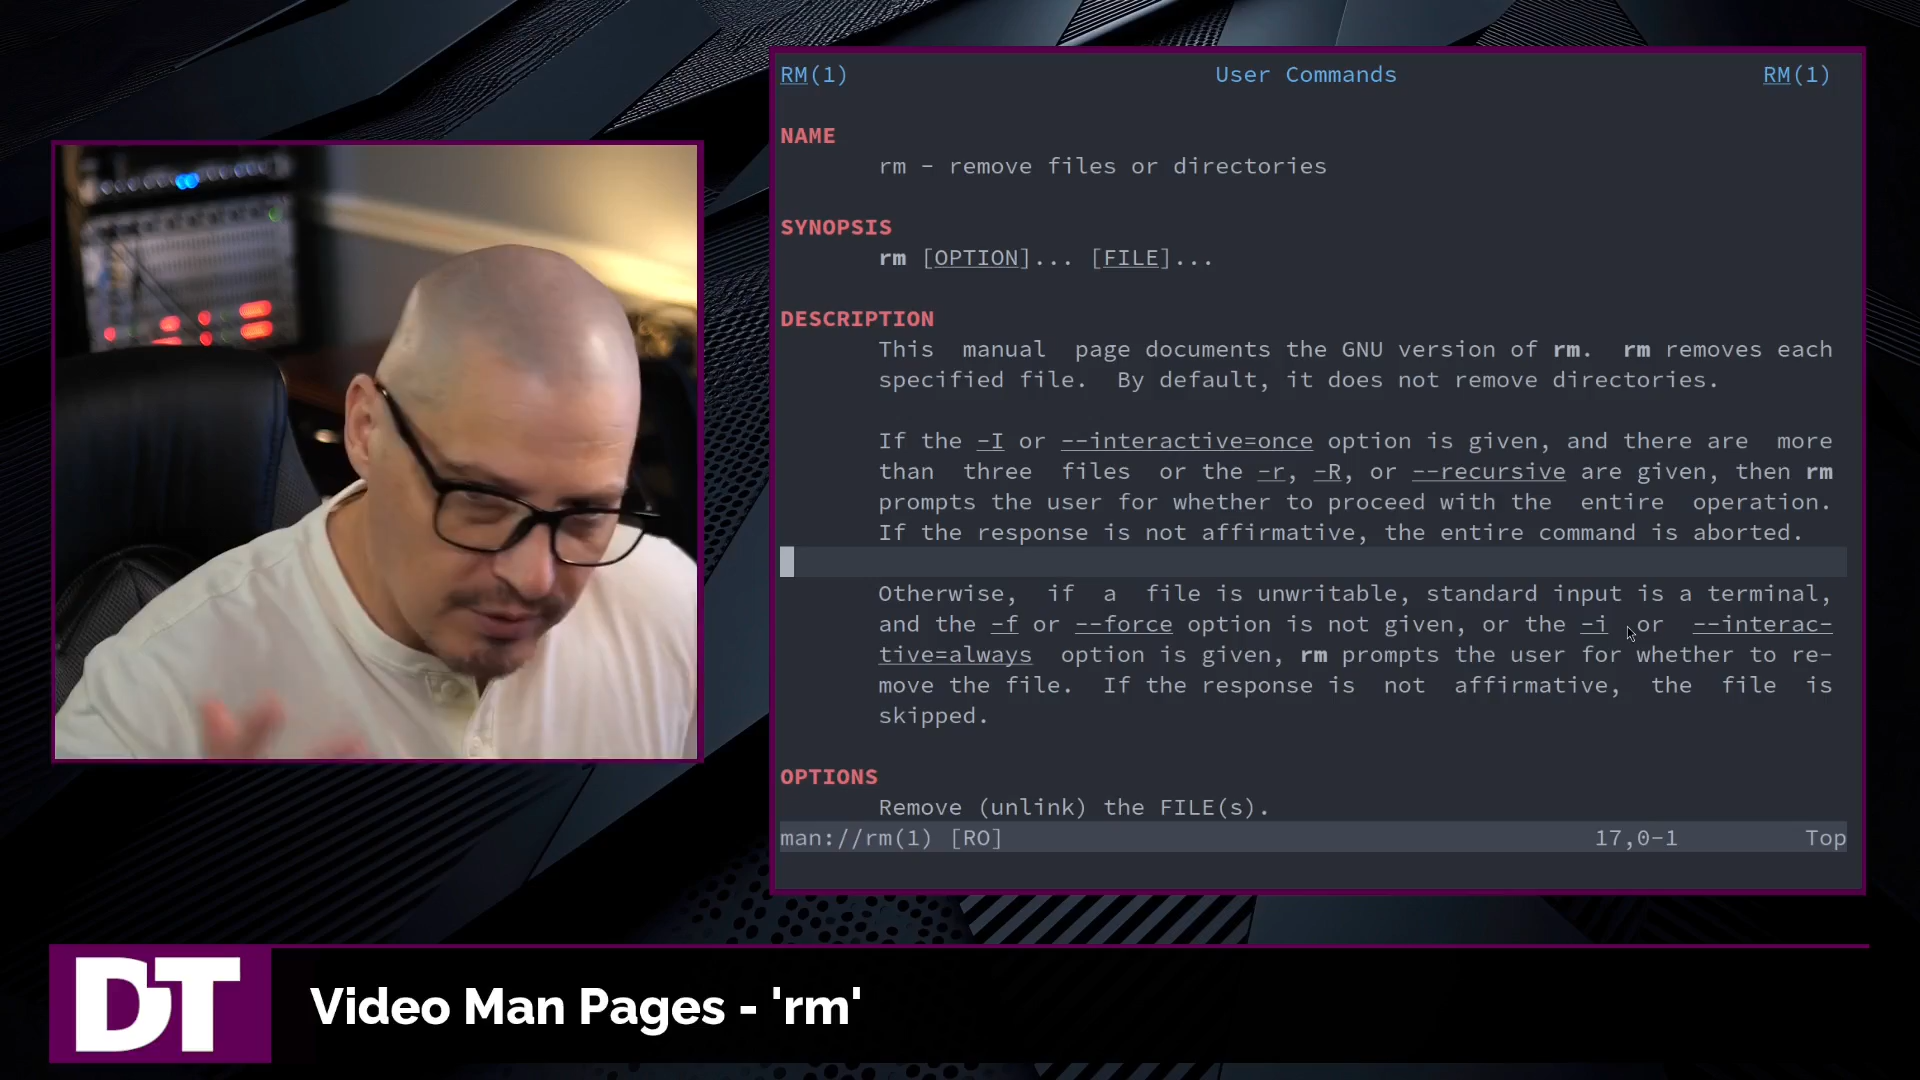 RM(1) User Commands RM(1)
NAME
rm - remove files or directories
SYNOPSIS
rm [OPTION]... [FILE]...
DESCRIPTION
This manual page documents the GNU version of rm. rm removes each
specified file. By default, it does not remove directories.
If the -I or --interactive=once option is given, and there are more
than three files or the -r, -R, or --recursive are given, then rm
prompts the user for whether to proceed with the entire operation.
If the response is not affirmative, the entire command is aborted.
Otherwise, if a file is unwritable, standard input is a terminal,
and the -f or --force option is not given, or the -i or --interac-
tive=always option is given, rm prompts the user for whether to re-
move the file. If the response is not affirmative, the file is
skipped.
OPTIONS
Remove (unlink) the FILE(s).
man://rm(1) [RO] 17,0-1 Top
DT
Video Man Pages - 'rm'